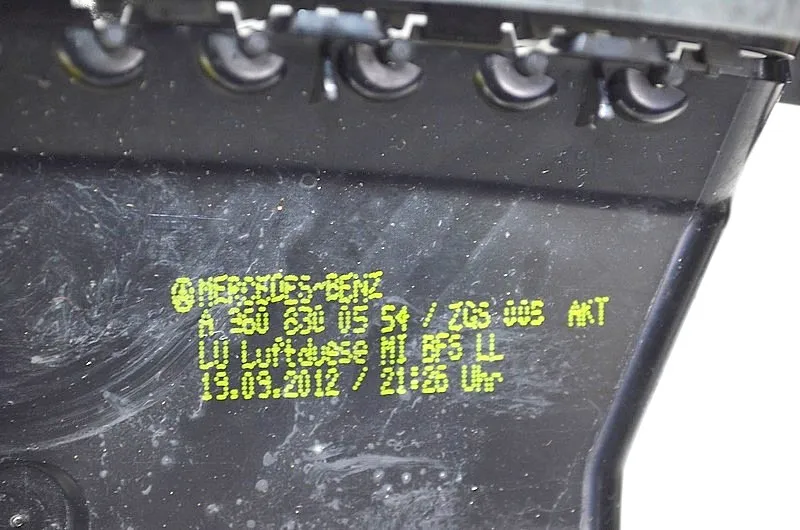 MERCEDES-BENZ
A 960 830 05 54 / ZGS 005 AKT
LU Luftduese MI BFS LL
19.09.2012 / 21:26 Uhr